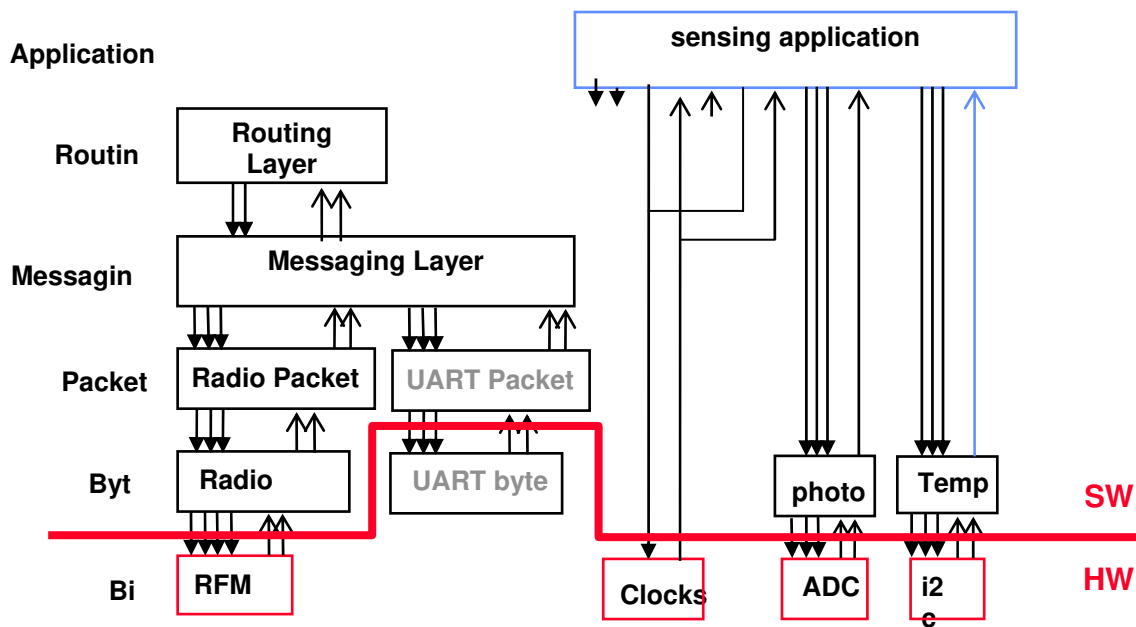 sensing application
Application
Routing
Layer
Routin
Messaging Layer
Messagin
Radio Packet
UART Packet
Packet
Radio
UART byte
Byt
photo
Temp
SW
RFM
Clocks
ADC
i2
c
Bi
HW